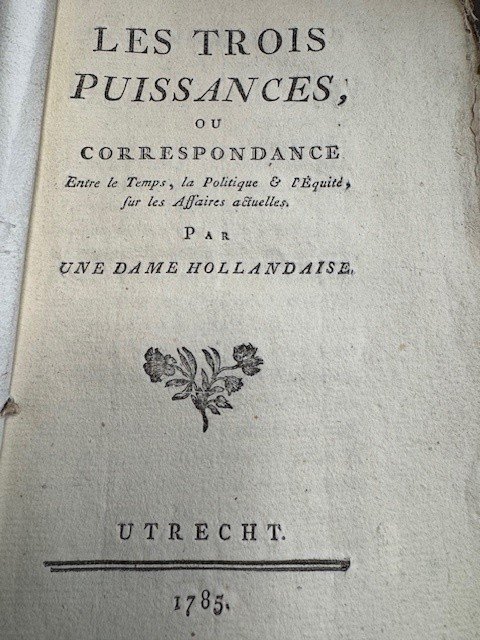 LES TROIS
PUISSANCES,
OU
CORRESPONDANCE
Entre le Temps, la Politique & l'Équité,
ſur les Affaires actuelles.
PAR
UNE DAME HOLLANDAISE.
UTRECHT.
1785.